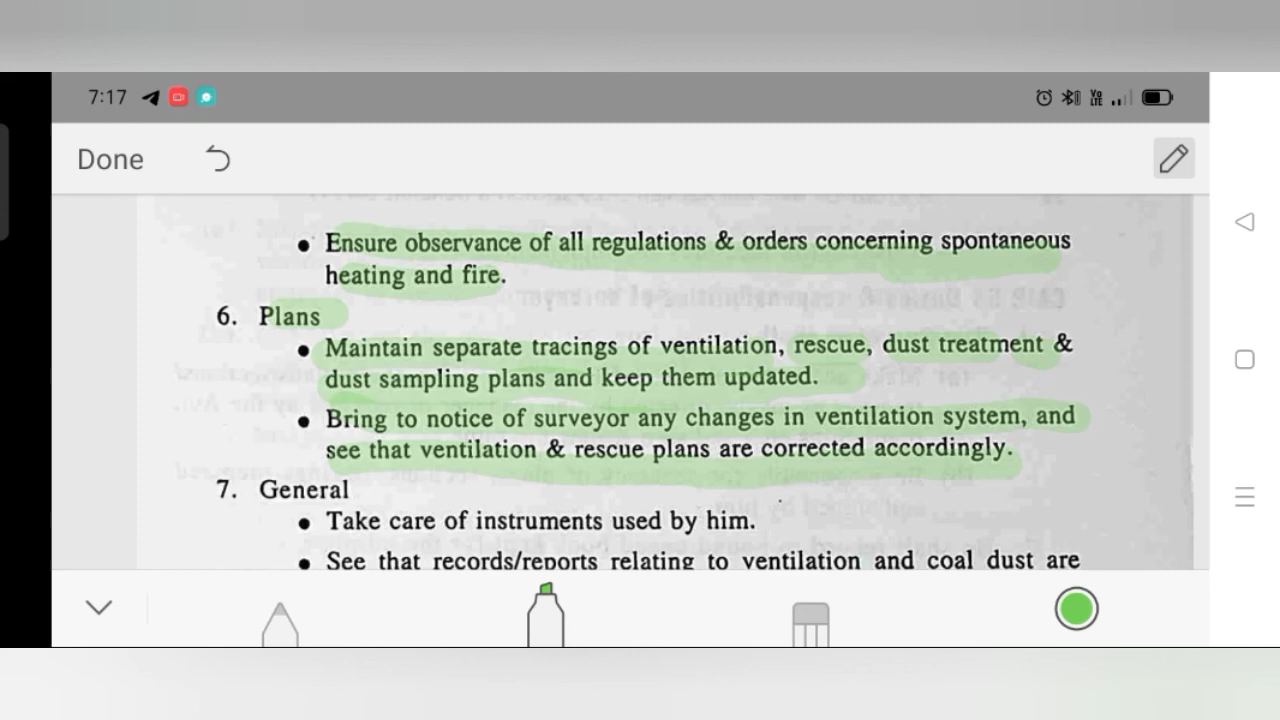 7:17
Done
• Ensure observance of all regulations & orders concerning spontaneous
heating and fire.
6. Plans
• Maintain separate tracings of ventilation, rescue, dust treatment &
dust sampling plans and keep them updated.
• Bring to notice of surveyor any changes in ventilation system, and
see that ventilation & rescue plans are corrected accordingly.
7. General
• Take care of instruments used by him.
• See that records/reports relating to ventilation and coal dust are